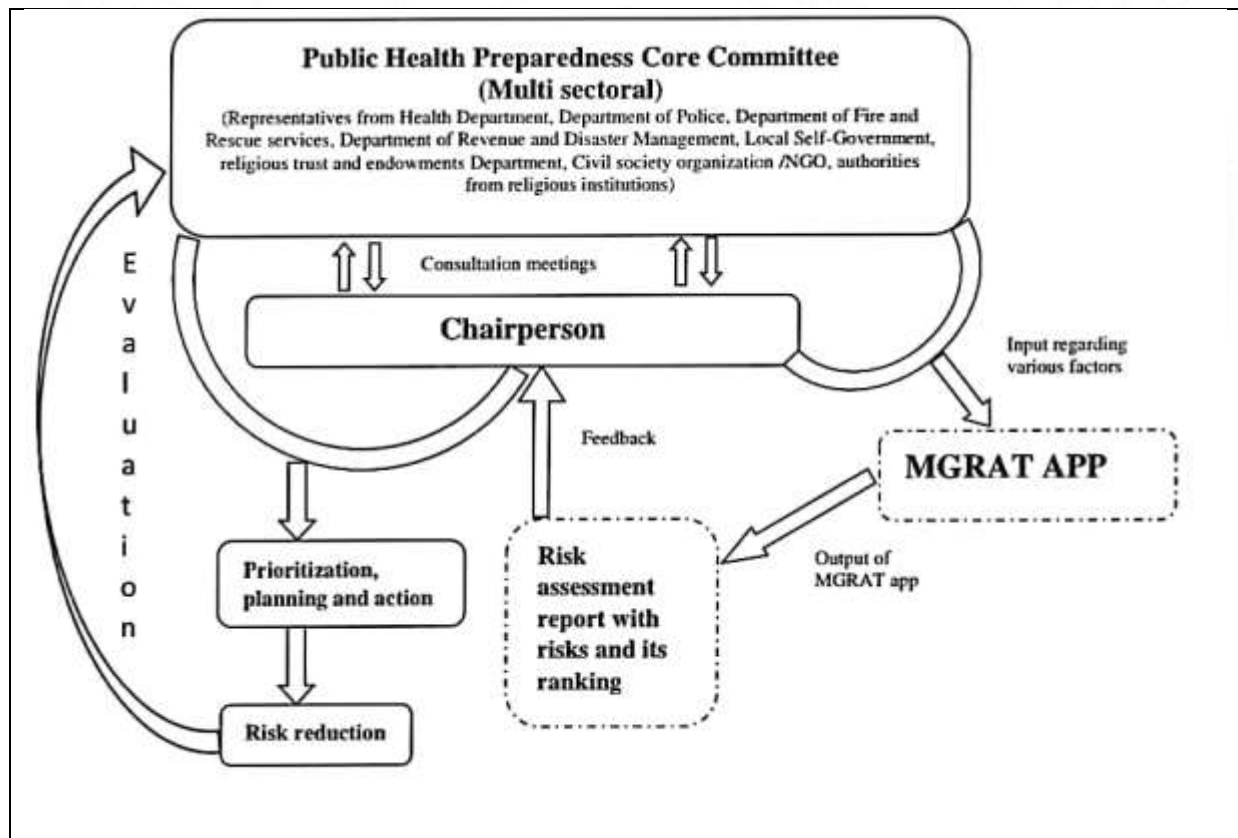 Public Health Preparedness Core Committee
(Multi sectoral)
(Representatives from Health Department, Department of Police, Department of Fire and
Rescue services, Department of Revenue and Disaster Management, Local Self-Government,
religious trust and endowments Department, Civil society organization /NGO, authorities
from religious institutions)
Evaluation
Consultation meetings
Chairperson
Input regarding
various factors
Feedback
MGRAT APP
Output of
MGRAT app
Risk
assessment
report with
risks and its
ranking
Prioritization,
planning and action
Risk reduction